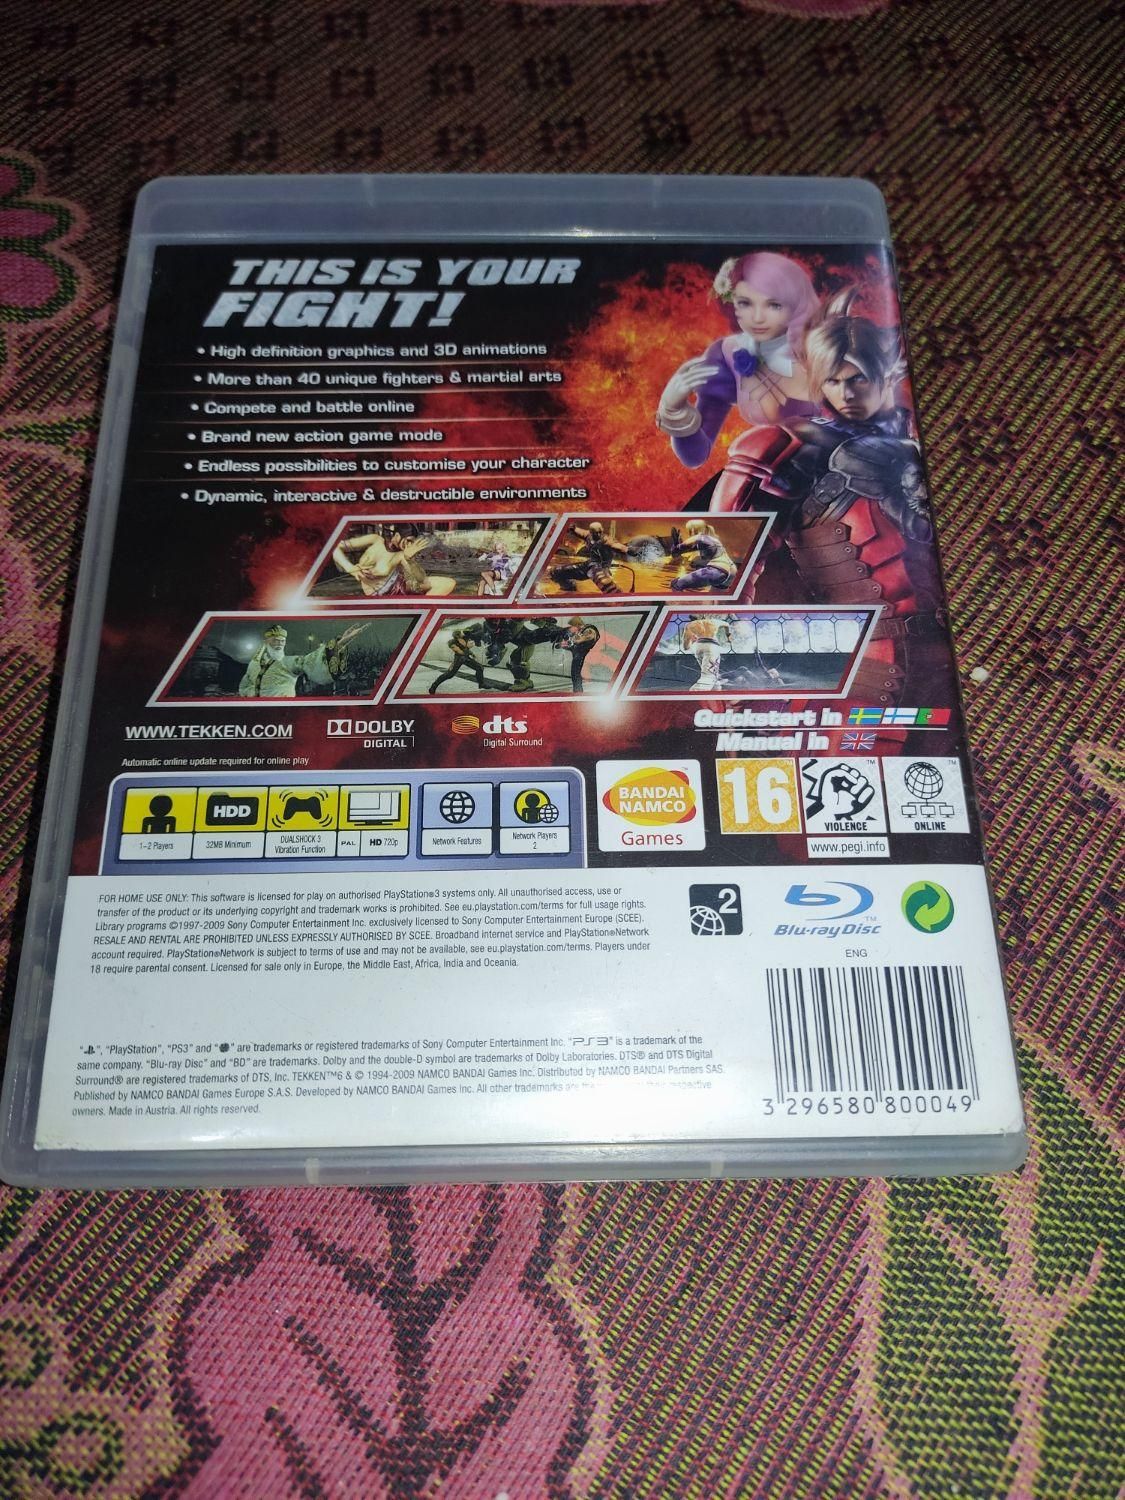 THIS IS YOUR
FIGHT!
• High definition graphics and 3D animations
• More than 40 unique fighters & martial arts
• Compete and battle online
• Brand new action game mode
• Endless possibilities to customise your character
• Dynamic, interactive & destructible environments
WWW.TEKKEN.COM
DOLBY
DIGITAL
dts
Digital Surround
Quickstart in
Manual in
Automatic online update required for online play
1-2 Players
HDD
32MB Minimum
DUALSHOCK 3
Vibration Function
PAL
HD 720p
Network Features
Network Players
2
BANDAI
NAMCO
Games
16
VIOLENCE
ONLINE
www.pegi.info
FOR HOME USE ONLY: This software is licensed for play on authorised PlayStation®3 systems only. All unauthorised access, use or
transfer of the product or its underlying copyright and trademark works is prohibited. See eu.playstation.com/terms for full usage rights.
Library programs ©1997-2009 Sony Computer Entertainment Inc. exclusively licensed to Sony Computer Entertainment Europe (SCEE).
RESALE AND RENTAL ARE PROHIBITED UNLESS EXPRESSLY AUTHORISED BY SCEE. Broadband internet service and PlayStation®Network
account required. PlayStation®Network is subject to terms of use and may not be available, see eu.playstation.com/terms. Players under
18 require parental consent. Licensed for sale only in Europe, the Middle East, Africa, India and Oceania.
2
Blu-ray Disc
TM
ENG
" ", "PlayStation", "PS3" and " " are trademarks or registered trademarks of Sony Computer Entertainment Inc. "PS3" is a trademark of the
same company. "Blu-ray Disc" and "BD" are trademarks. Dolby and the double-D symbol are trademarks of Dolby Laboratories. DTS® and DTS Digital
Surround® are registered trademarks of DTS, Inc. TEKKEN™6 & © 1994-2009 NAMCO BANDAI Games Inc. Distributed by NAMCO BANDAI Partners SAS.
Published by NAMCO BANDAI Games Europe S.A.S. Developed by NAMCO BANDAI Games Inc. All other trademarks are the respective
owners. Made in Austria. All rights reserved.
3 296580 800049